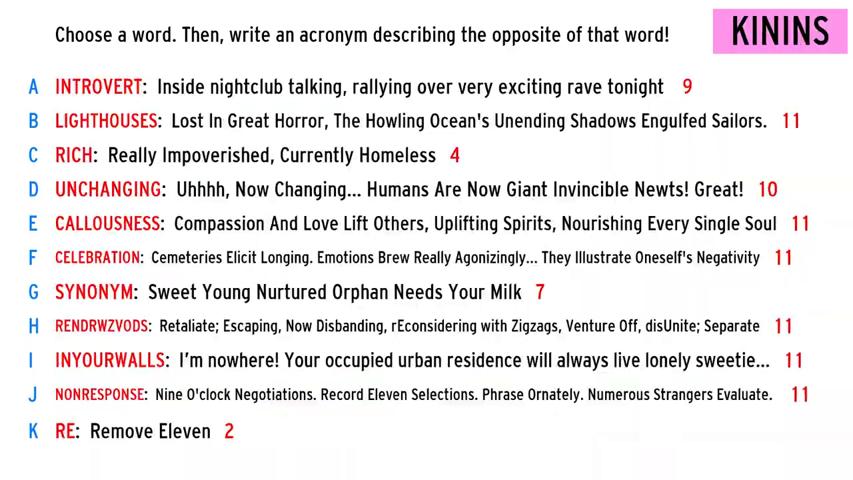 Choose a word. Then, write an acronym describing the opposite of that word!
KININS
A INTROVERT: Inside nightclub talking, rallying over very exciting rave tonight 9
B LIGHTHOUSES: Lost In Great Horror, The Howling Ocean's Unending Shadows Engulfed Sailors. 11
C RICH: Really Impoverished, Currently Homeless 4
D UNCHANGING: Uhhhh, Now Changing... Humans Are Now Giant Invincible Newts! Great! 10
E CALLOUSNESS: Compassion And Love Lift Others, Uplifting Spirits, Nourishing Every Single Soul 11
F CELEBRATION: Cemeteries Elicit Longing. Emotions Brew Really Agonizingly... They Illustrate Oneself's Negativity 11
G SYNONYM: Sweet Young Nurtured Orphan Needs Your Milk 7
H RENDRWZVODS: Retaliate; Escaping, Now Disbanding, rEconsidering with Zigzags, Venture Off, disUnite; Separate 11
I INYOURWALLS: I'm nowhere! Your occupied urban residence will always live lonely sweetie... 11
J NONRESPONSE: Nine O'clock Negotiations. Record Eleven Selections. Phrase Ornately. Numerous Strangers Evaluate. 11
K RE: Remove Eleven 2